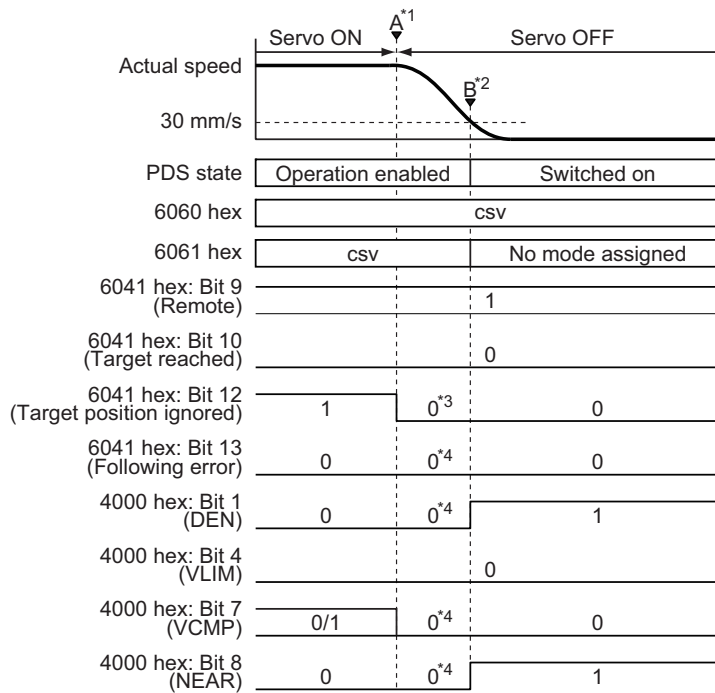 A*1
Servo ON Servo OFF
Actual speed
B*2
30 mm/s
PDS state Operation enabled Switched on
6060 hex csv
6061 hex csv No mode assigned
6041 hex: Bit 9
(Remote) 1
6041 hex: Bit 10
(Target reached) 0
6041 hex: Bit 12
(Target position ignored) 1 0*3 0
6041 hex: Bit 13
(Following error) 0 0*4 0
4000 hex: Bit 1
(DEN) 0 0*4 1
4000 hex: Bit 4
(VLIM) 0
4000 hex: Bit 7
(VCMP) 0/1 0*4 0
4000 hex: Bit 8
(NEAR) 0 0*4 1